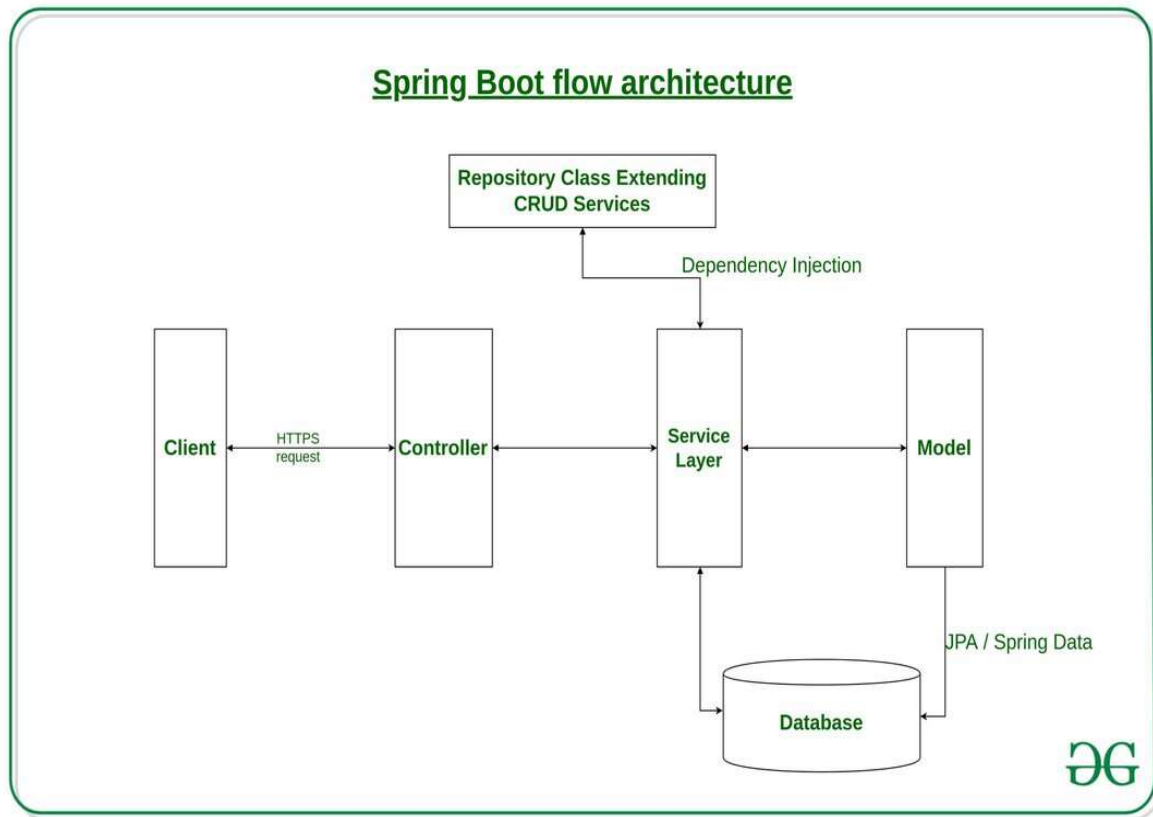 Spring Boot flow architecture
Repository Class Extending
CRUD Services
Dependency Injection
Client
HTTPS
request
Controller
Service
Layer
Model
JPA / Spring Data
Database